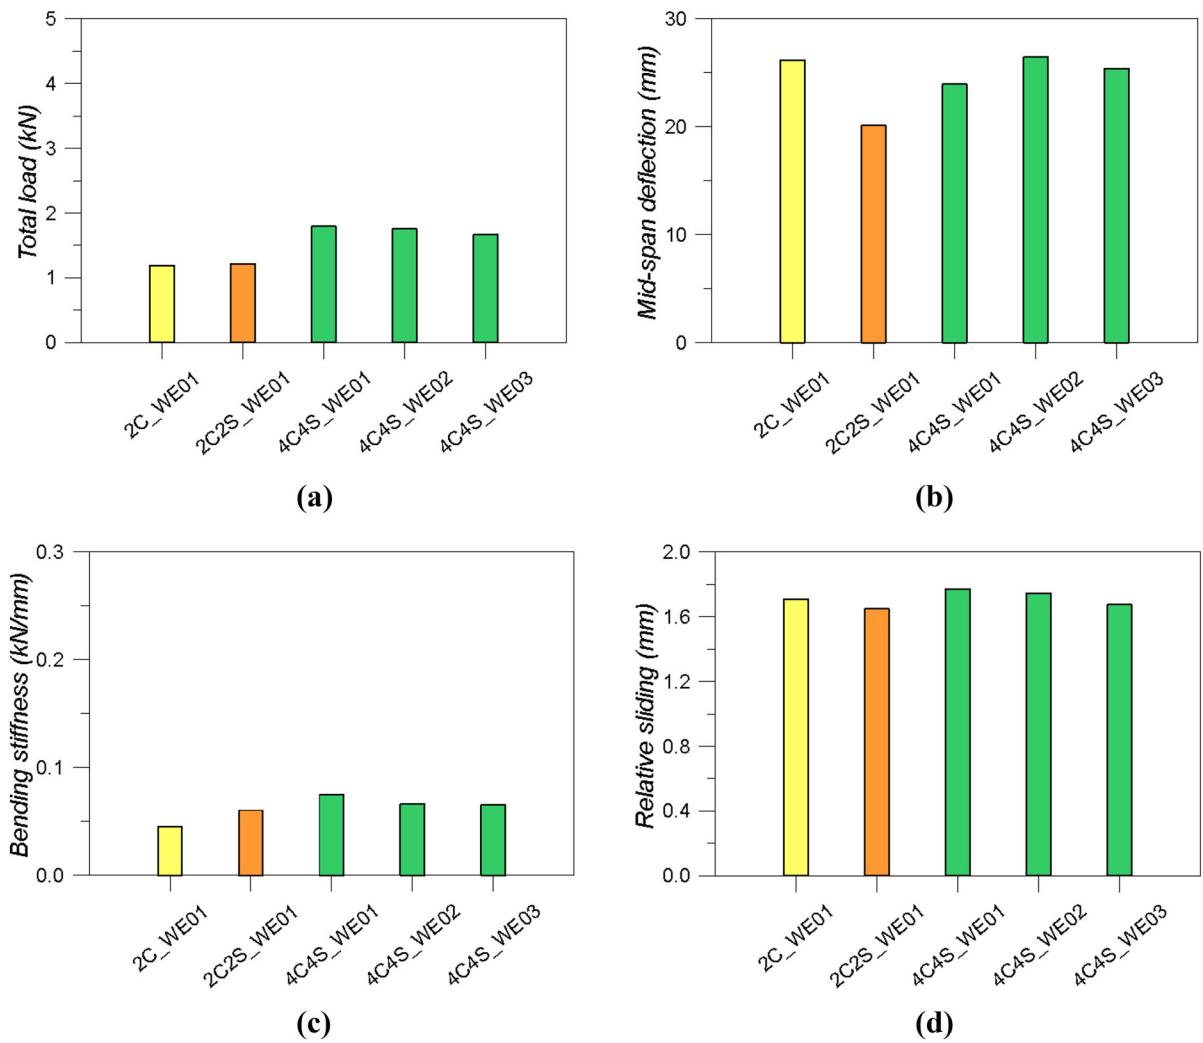 5
4
3
2
1
0
Total load (kN)
2C_WE01
2C2S_WE01
4C4S_WE01
4C4S_WE02
4C4S_WE03
(a)
30
20
10
0
Mid-span deflection (mm)
2C_WE01
2C2S_WE01
4C4S_WE01
4C4S_WE02
4C4S_WE03
(b)
0.3
0.2
0.1
0.0
Bending stiffness (kN/mm)
2C_WE01
2C2S_WE01
4C4S_WE01
4C4S_WE02
4C4S_WE03
(c)
2.0
1.6
1.2
0.8
0.4
0.0
Relative sliding (mm)
2C_WE01
2C2S_WE01
4C4S_WE01
4C4S_WE02
4C4S_WE03
(d)